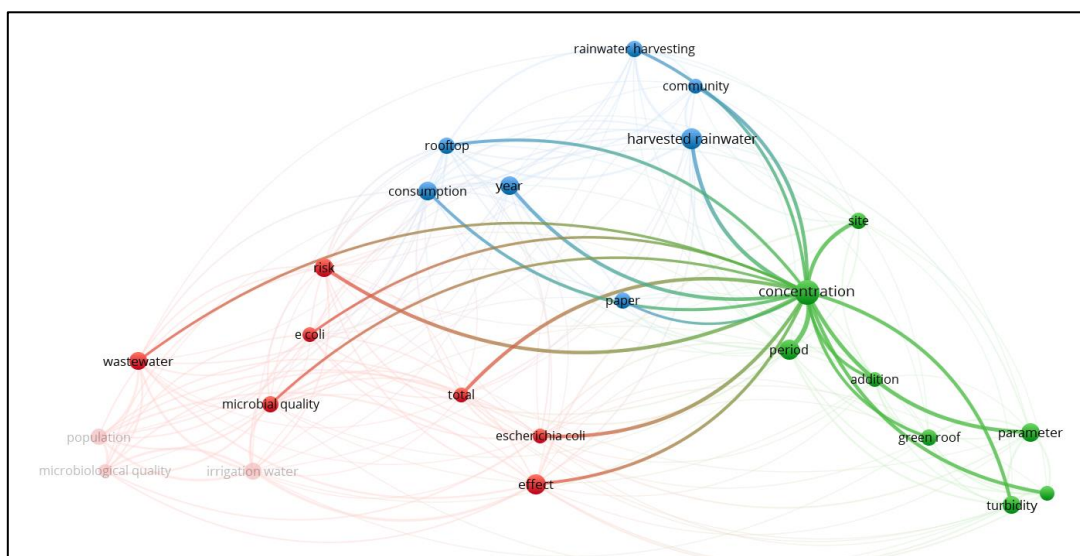 rainwater harvesting
community
harvested rainwater
rooftop
consumption
year
site
risk
concentration
paper
e coli
period
wastewater
addition
total
microbial quality
escherichia coli
green roof
parameter
population
microbiological quality
irrigation water
effect
turbidity